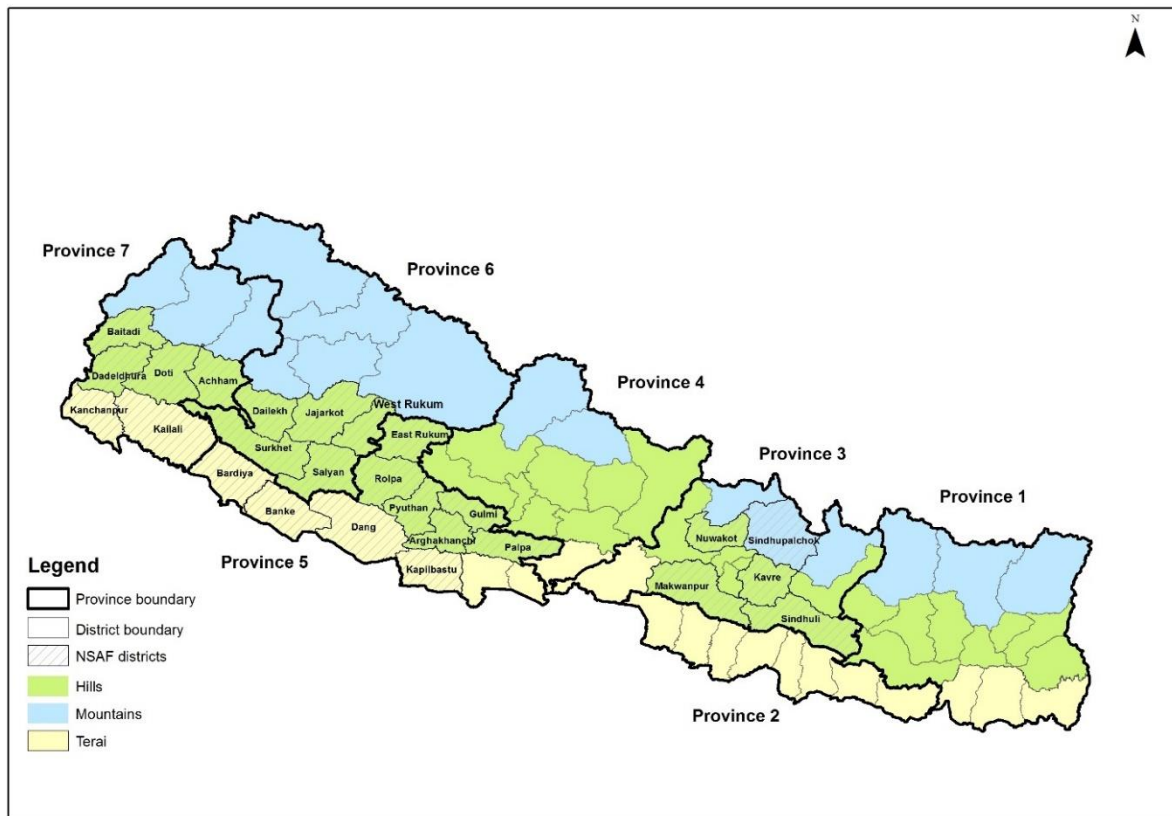 N
Province 7
Province 6
Province 4
Province 3
Province 1
Baitadi
Dadeldhura
Doti
Achham
Kanchanpur
Kailali
Dailekh
Jajarkot
West Rukum
Surkhet
Salyan
East Rukum
Rolpa
Bardiya
Banke
Dang
Pyuthan
Gulmi
Arghakhanchi
Palpa
Kapilbastu
Nuwakot
Sindhupalchok
Makwanpur
Kavre
Sindhuli
Province 5
Province 2
Legend
Province boundary
District boundary
NSAF districts
Hills
Mountains
Terai